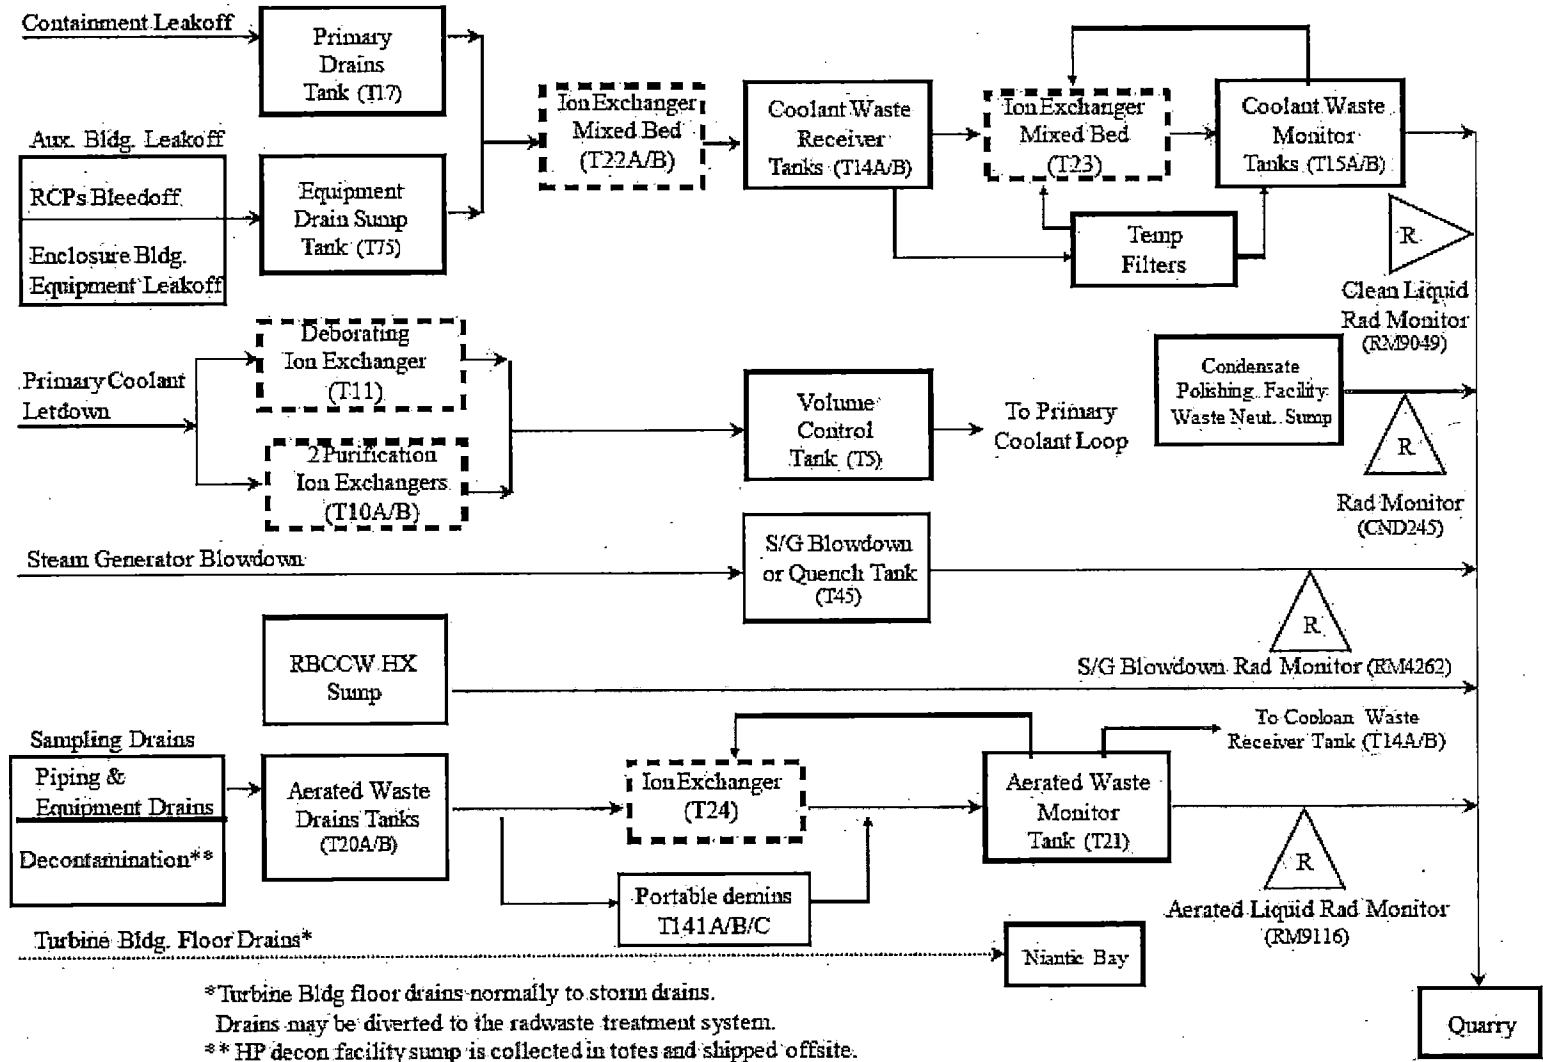 Containment Leakoff
Primary
Drains
Tank (T17)
Aux. Bldg. Leakoff
RCPs Bleedoff
Enclosure Bldg.
Equipment Leakoff
Equipment
Drain Sump
Tank (T75)
Ion Exchanger
Mixed Bed
(T22A/B)
Coolant Waste
Receiver
Tanks (T14A/B)
Ion Exchanger
Mixed Bed
(T23)
Coolant Waste
Monitor
Tanks (T15A/B)
Temp
Filters
R
Clean Liquid
Rad Monitor
(RM9049)
Primary Coolant
Letdown
Deborating
Ion Exchanger
(T11)
2 Purification
Ion Exchangers
(T10A/B)
Volume
Control
Tank (T5)
To Primary
Coolant Loop
Condensate
Polishing Facility
Waste Neut. Sump
R
Rad Monitor
(CND245)
Steam Generator Blowdown
S/G Blowdown
or Quench Tank
(T45)
R
S/G Blowdown Rad Monitor (RM4262)
RBCCW HX
Sump
Sampling Drains
Piping &
Equipment Drains
Decontamination**
Aerated Waste
Drains Tanks
(T20A/B)
Ion Exchanger
(T24)
Portable demins
T141A/B/C
Aerated Waste
Monitor
Tank (T21)
To Cooloan Waste
Receiver Tank (T14A/B)
R
Aerated Liquid Rad Monitor
(RM9116)
Turbine Bldg. Floor Drains*
Niantic Bay
Quarry
*Turbine Bldg floor drains normally to storm drains.
Drains may be diverted to the radwaste treatment system.
** HP decon facility sump is collected in totes and shipped offsite.